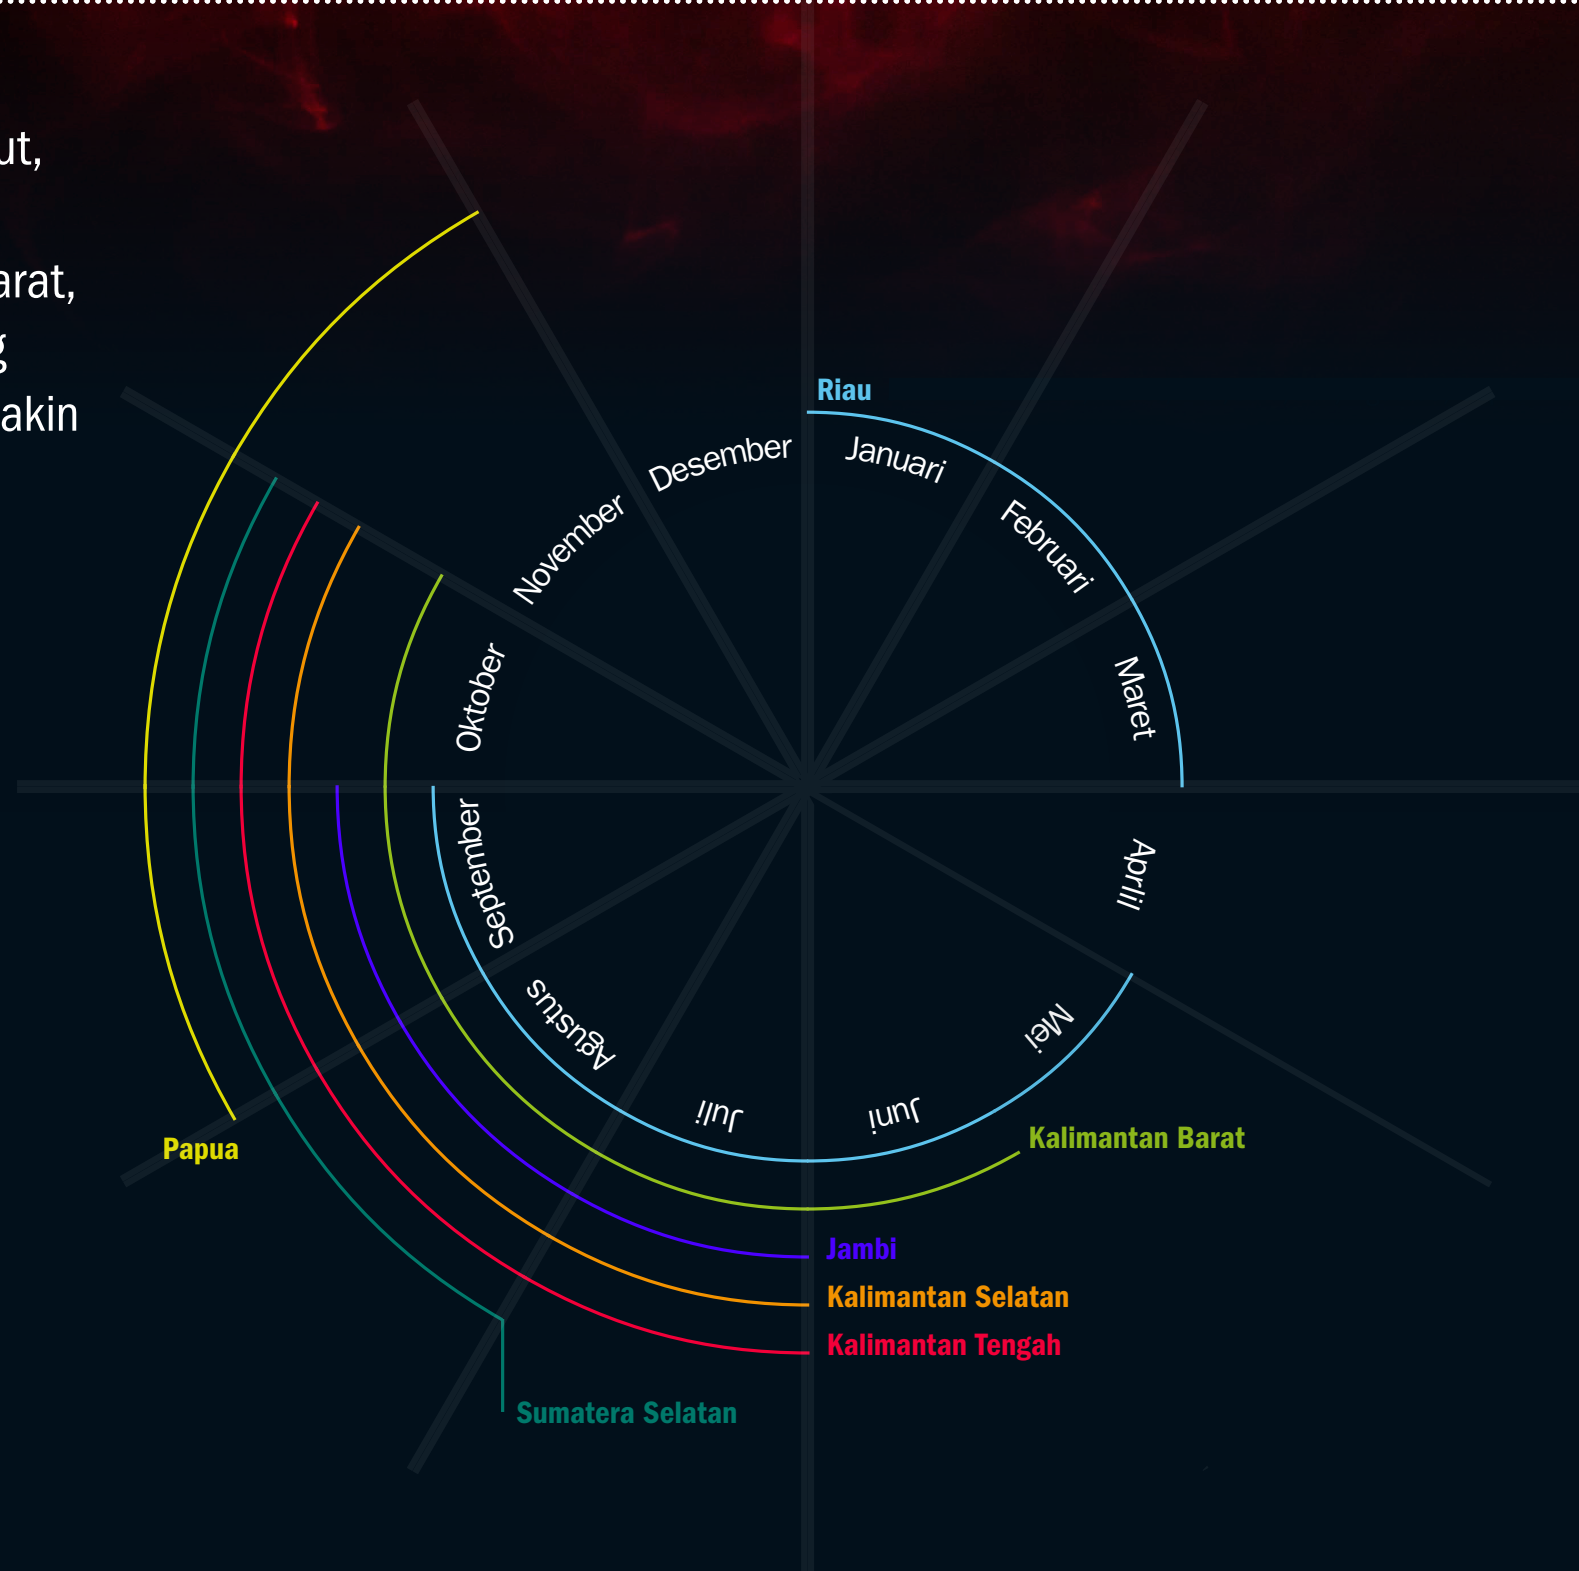 ut,
arat,
g
akin
Riau
Januari
Februari
Maret
Aprlil
Mei
Juni
Juli
Agustus
September
Oktober
November
Desember
Papua
Kalimantan Barat
Jambi
Kalimantan Selatan
Kalimantan Tengah
Sumatera Selatan